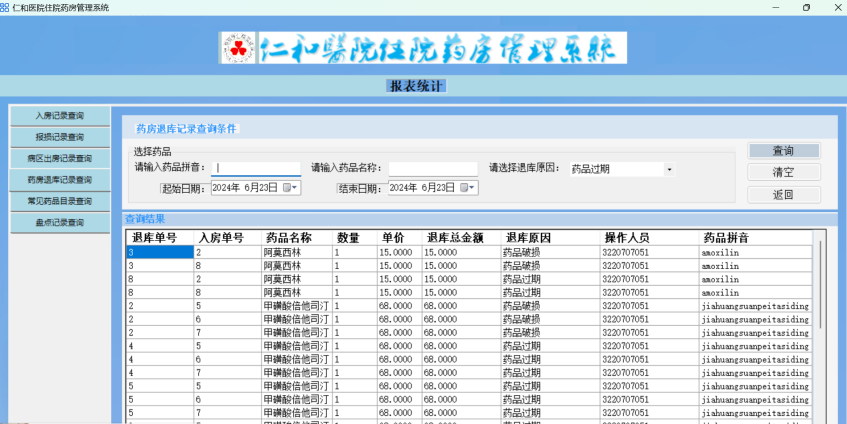 仁和医院住院药房管理系统
仁和醫院住院药房管理系統
报表统计
入房记录查询
报损记录查询
病区出房记录查询
药房退库记录查询
常见药品目录查询
盘点记录查询
药房退库记录查询条件
选择药品
请输入药品拼音： 请输入药品名称： 请选择退库原因： 药品过期
起始日期： 2024年 6月23日 结束日期： 2024年 6月23日
查询
清空
返回
查询结果
退库单号 入房单号 药品名称 数量 单价 退库总金额 退库原因 操作人员 药品拼音
3 2 阿莫西林 1 15.0000 15.0000 药品破损 3220707051 amoxilin
3 8 阿莫西林 1 15.0000 15.0000 药品破损 3220707051 amoxilin
8 2 阿莫西林 1 15.0000 15.0000 药品过期 3220707051 amoxilin
8 8 阿莫西林 1 15.0000 15.0000 药品过期 3220707051 amoxilin
2 5 甲磺酸倍他司汀 1 68.0000 68.0000 药品破损 3220707051 jiahuangsuanpeitasiding
2 6 甲磺酸倍他司汀 1 68.0000 68.0000 药品破损 3220707051 jiahuangsuanpeitasiding
2 7 甲磺酸倍他司汀 1 68.0000 68.0000 药品破损 3220707051 jiahuangsuanpeitasiding
4 5 甲磺酸倍他司汀 1 68.0000 68.0000 药品过期 3220707051 jiahuangsuanpeitasiding
4 6 甲磺酸倍他司汀 1 68.0000 68.0000 药品过期 3220707051 jiahuangsuanpeitasiding
4 7 甲磺酸倍他司汀 1 68.0000 68.0000 药品过期 3220707051 jiahuangsuanpeitasiding
5 5 甲磺酸倍他司汀 1 68.0000 68.0000 药品过期 3220707051 jiahuangsuanpeitasiding
5 6 甲磺酸倍他司汀 1 68.0000 68.0000 药品过期 3220707051 jiahuangsuanpeitasiding
5 7 甲磺酸倍他司汀 1 68.0000 68.0000 药品过期 3220707051 jiahuangsuanpeitasiding